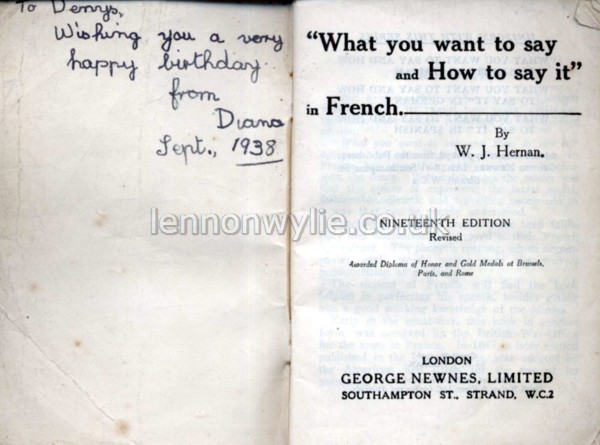 To Denys,
Wishing you a very
happy birthday
from
Diana
Sept., 1938
"What you want to say
and How to say it"
in French.
By
W. J. Hernan.
NINETEENTH EDITION
Revised
Awarded Diploma of Honor and Gold Medals at Brussels,
Paris, and Rome
LONDON
GEORGE NEWNES, LIMITED
SOUTHAMPTON ST., STRAND, W.C.2
lennonwylie.co.uk